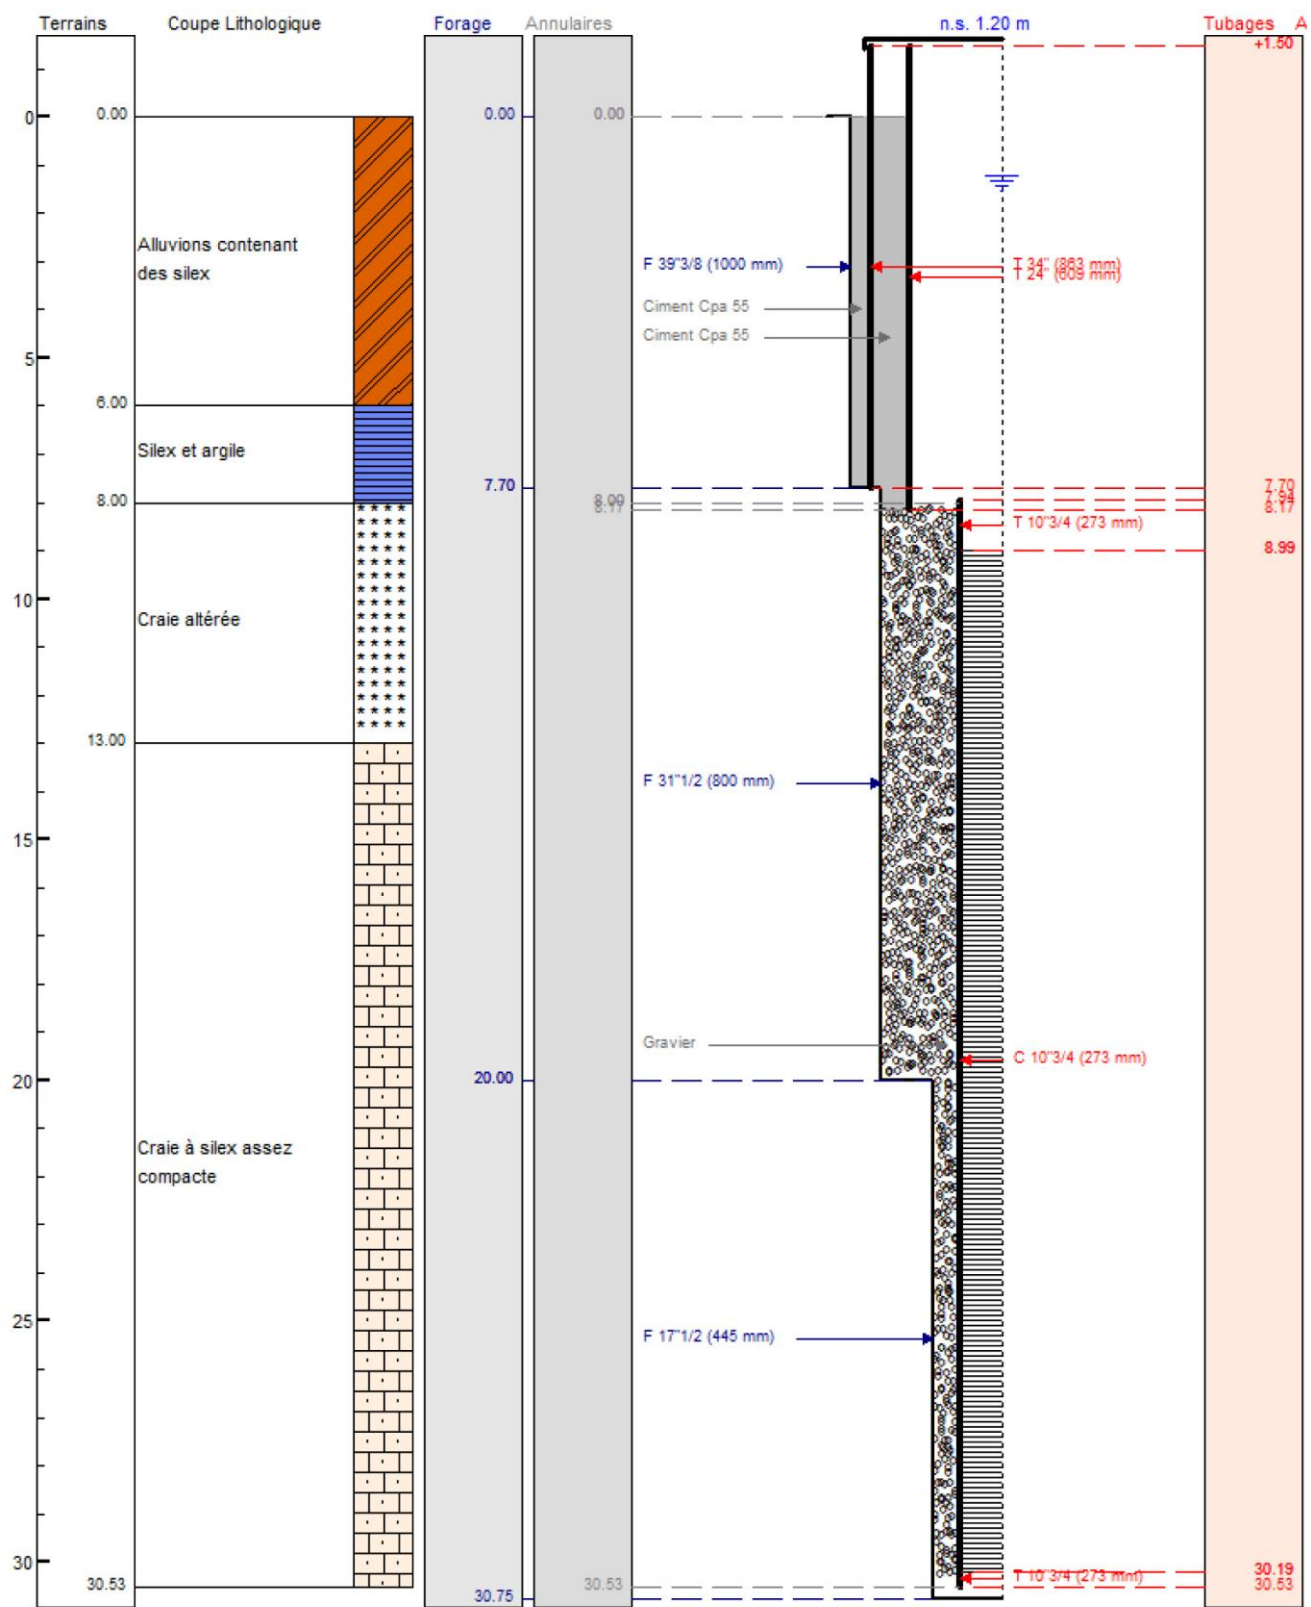 Terrains Coupe Lithologique Forage Annulaires n.s. 1.20 m Tubages A
+1.50
0 0.00 0.00 0.00
Alluvions contenant
des silex
F 39"3/8 (1000 mm) T 34" (863 mm)
T 24" (609 mm)
Ciment Cpa 55
Ciment Cpa 55
5
6.00
Silex et argile
7.70 7.70
8.00 8.00 7.94
8.17 8.17
T 10"3/4 (273 mm)
8.99
10
Craie altérée
13.00
F 31"1/2 (800 mm)
15
Gravier
C 10"3/4 (273 mm)
20 20.00
Craie à silex assez
compacte
25
F 17"1/2 (445 mm)
30 30.19
T 10"3/4 (273 mm)
30.53 30.53 30.53
30.75